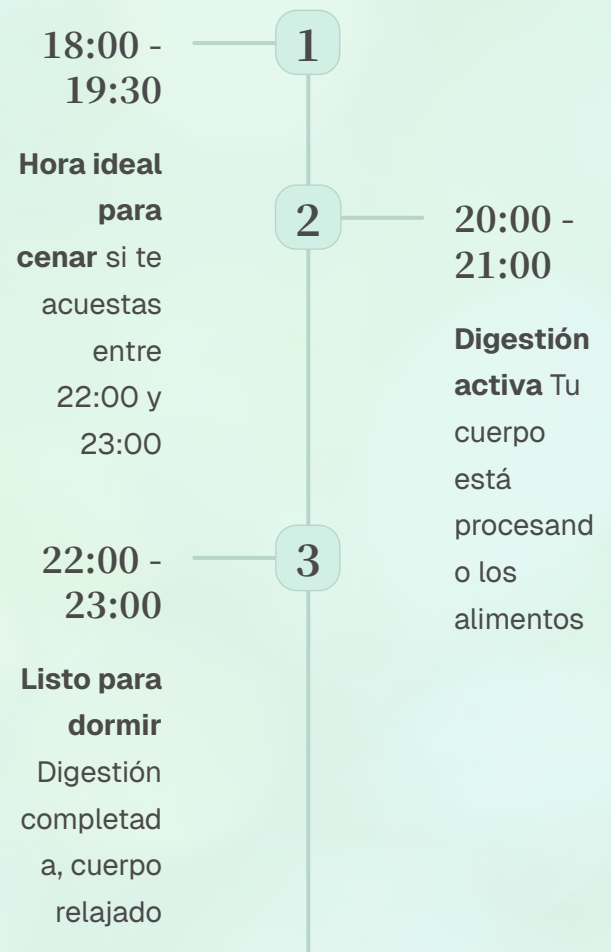 1
18:00 -
19:30
Hora ideal
para
cenar si te
acuestas
entre
22:00 y
23:00
2
20:00 -
21:00
Digestión
activa Tu
cuerpo
está
procesand
o los
alimentos
3
22:00 -
23:00
Listo para
dormir
Digestión
completad
a, cuerpo
relajado